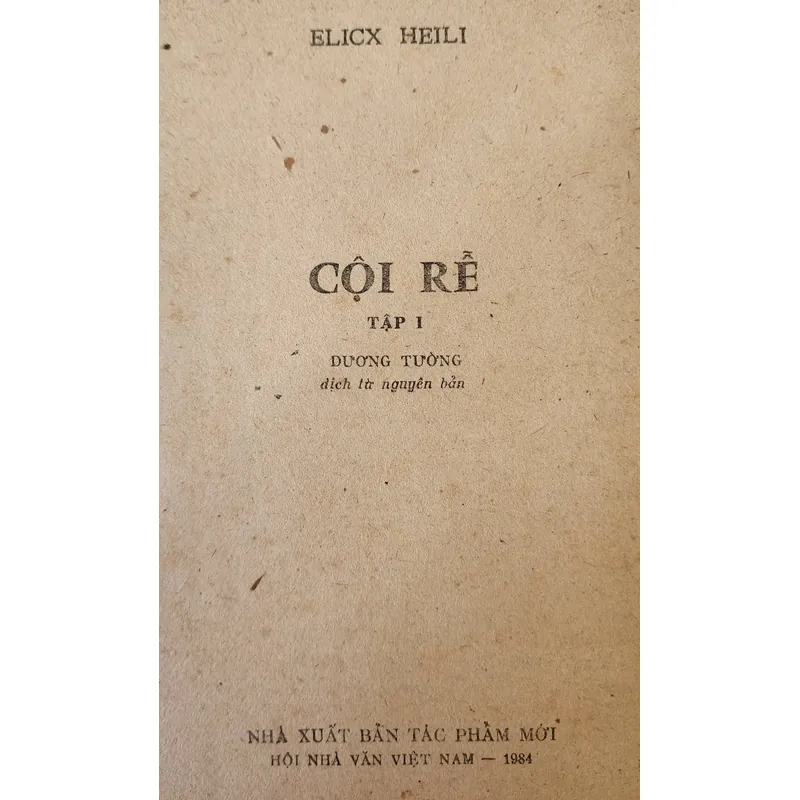 ELICX HEILI
CỘI RỄ
TẬP I
DƯƠNG TƯỜNG
dịch từ nguyên bản
NHÀ XUẤT BẢN TÁC PHẨM MỚI
HỘI NHÀ VĂN VIỆT NAM — 1984